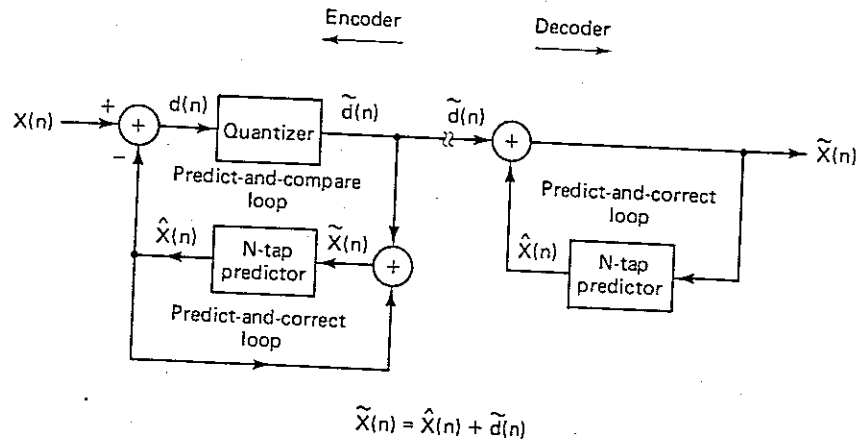 Encoder
Decoder
X(n)
+
+
−
d(n)
Quantizer
d̃(n)
d̃(n)
+
X̃(n)
Predict-and-compare
loop
Predict-and-correct
loop
X̂(n)
N-tap
predictor
X̃(n)
+
X̂(n)
N-tap
predictor
Predict-and-correct
loop
X̃(n) = X̂(n) + d̃(n)